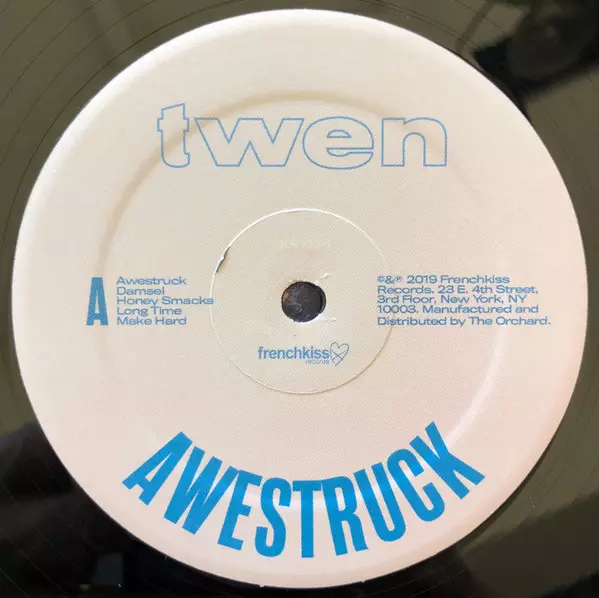 twen
A
Awestruck
Damsel
Honey Smacks
Long Time
Make Hard
©&℗ 2019 Frenchkiss
Records. 23 E. 4th Street,
3rd Floor, New York, NY
10003. Manufactured and
Distributed by The Orchard.
frenchkiss
records
AWESTRUCK